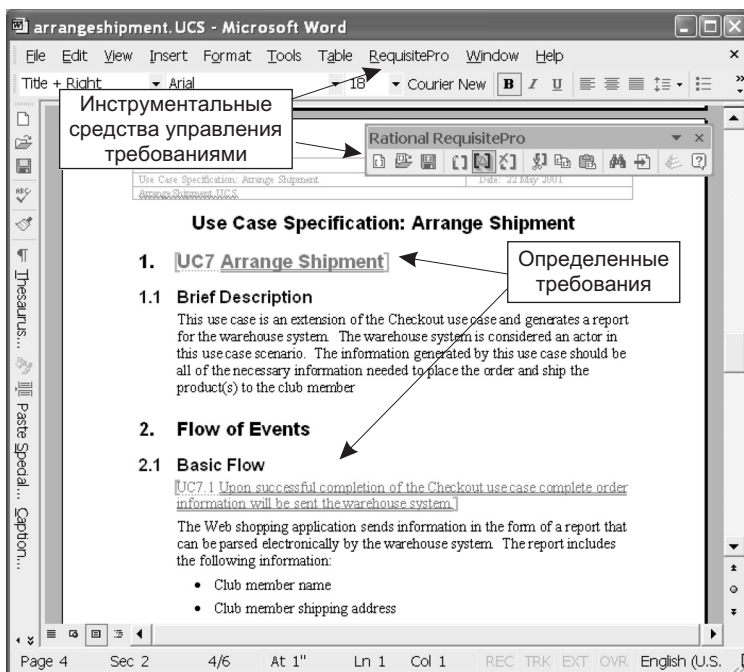 arrangeshipment.UCS - Microsoft Word
File Edit View Insert Format Tools Table RequisitePro Window Help
Title + Right Arial 18 Courier New B I U
Инструментальные
средства управления
требованиями
Rational RequisitePro
Use Case Specification: Arrange Shipment Date: 22 May 2001
ArrangeShipment.UCS
Use Case Specification: Arrange Shipment
1. [UC7 Arrange Shipment]
Определенные
требования
1.1 Brief Description
This use case is an extension of the Checkout use case and generates a report
for the warehouse system. The warehouse system is considered an actor in
this use case scenario. The information generated by this use case should be
all of the necessary information needed to place the order and ship the
product(s) to the club member
2. Flow of Events
2.1 Basic Flow
[UC7.1 Upon successful completion of the Checkout use case complete order
information will be sent the warehouse system.]
The Web shopping application sends information in the form of a report that
can be parsed electronically by the warehouse system. The report includes
the following information:
• Club member name
• Club member shipping address
Thesaurus...
Paste Special...
Caption...
Page 4 Sec 2 4/6 At 1" Ln 1 Col 1 REC TRK EXT OVR English (U.S.